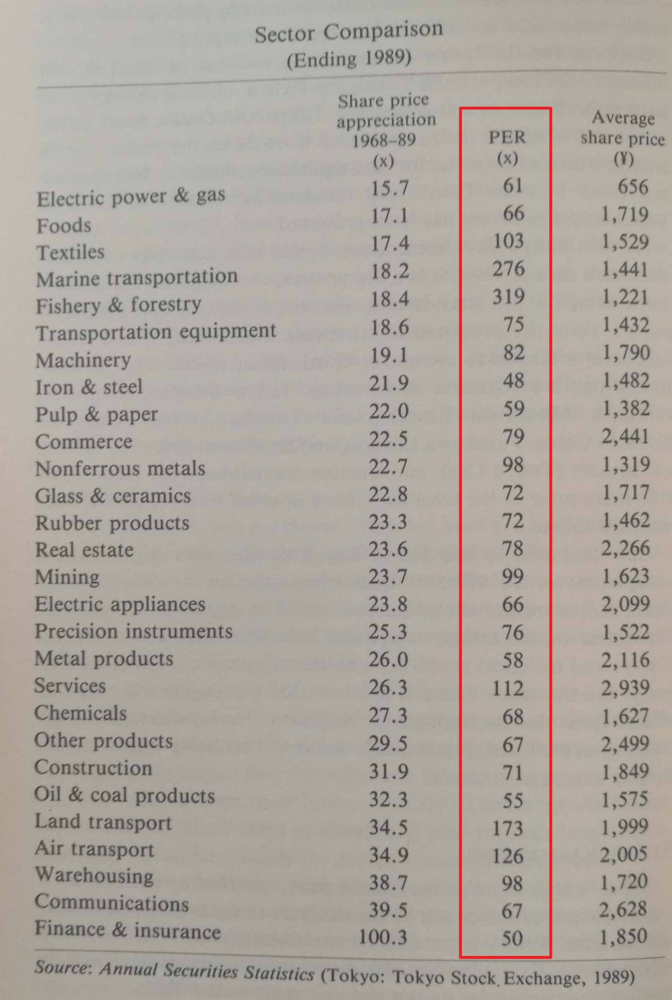 Sector Comparison
(Ending 1989)
Share price
appreciation
1968–89
(x)
PER
(x)
Average
share price
(¥)
Electric power & gas 15.7 61 656
Foods 17.1 66 1,719
Textiles 17.4 103 1,529
Marine transportation 18.2 276 1,441
Fishery & forestry 18.4 319 1,221
Transportation equipment 18.6 75 1,432
Machinery 19.1 82 1,790
Iron & steel 21.9 48 1,482
Pulp & paper 22.0 59 1,382
Commerce 22.5 79 2,441
Nonferrous metals 22.7 98 1,319
Glass & ceramics 22.8 72 1,717
Rubber products 23.3 72 1,462
Real estate 23.6 78 2,266
Mining 23.7 99 1,623
Electric appliances 23.8 66 2,099
Precision instruments 25.3 76 1,522
Metal products 26.0 58 2,116
Services 26.3 112 2,939
Chemicals 27.3 68 1,627
Other products 29.5 67 2,499
Construction 31.9 71 1,849
Oil & coal products 32.3 55 1,575
Land transport 34.5 173 1,999
Air transport 34.9 126 2,005
Warehousing 38.7 98 1,720
Communications 39.5 67 2,628
Finance & insurance 100.3 50 1,850
Source: Annual Securities Statistics (Tokyo: Tokyo Stock Exchange, 1989)